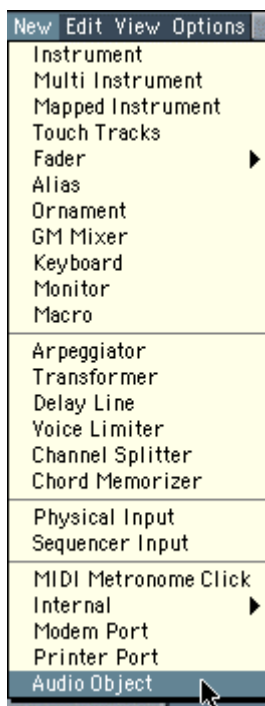 New Edit View Options
Instrument
Multi Instrument
Mapped Instrument
Touch Tracks
Fader
Alias
Ornament
GM Mixer
Keyboard
Monitor
Macro
Arpeggiator
Transformer
Delay Line
Voice Limiter
Channel Splitter
Chord Memorizer
Physical Input
Sequencer Input
MIDI Metronome Click
Internal
Modem Port
Printer Port
Audio Object